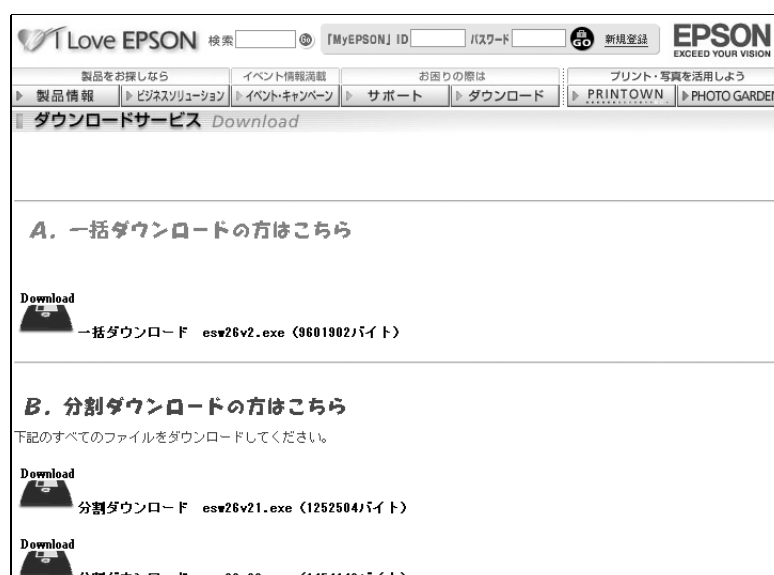 I Love EPSON 検索 GO 「MyEPSON」ID パスワード GO 新規登録 EPSON
EXCEED YOUR VISION
製品をお探しなら イベント情報満載 お困りの際は プリント・写真を活用しよう
製品情報 ビジネスソリューション イベント・キャンペーン サポート ダウンロード PRINTOWN PHOTO GARDEN
ダウンロードサービス Download
A. 一括ダウンロードの方はこちら
Download
一括ダウンロード esw26v2.exe (9601902バイト)
B. 分割ダウンロードの方はこちら
下記のすべてのファイルをダウンロードしてください。
Download
分割ダウンロード esw26v21.exe (1252504バイト)
Download